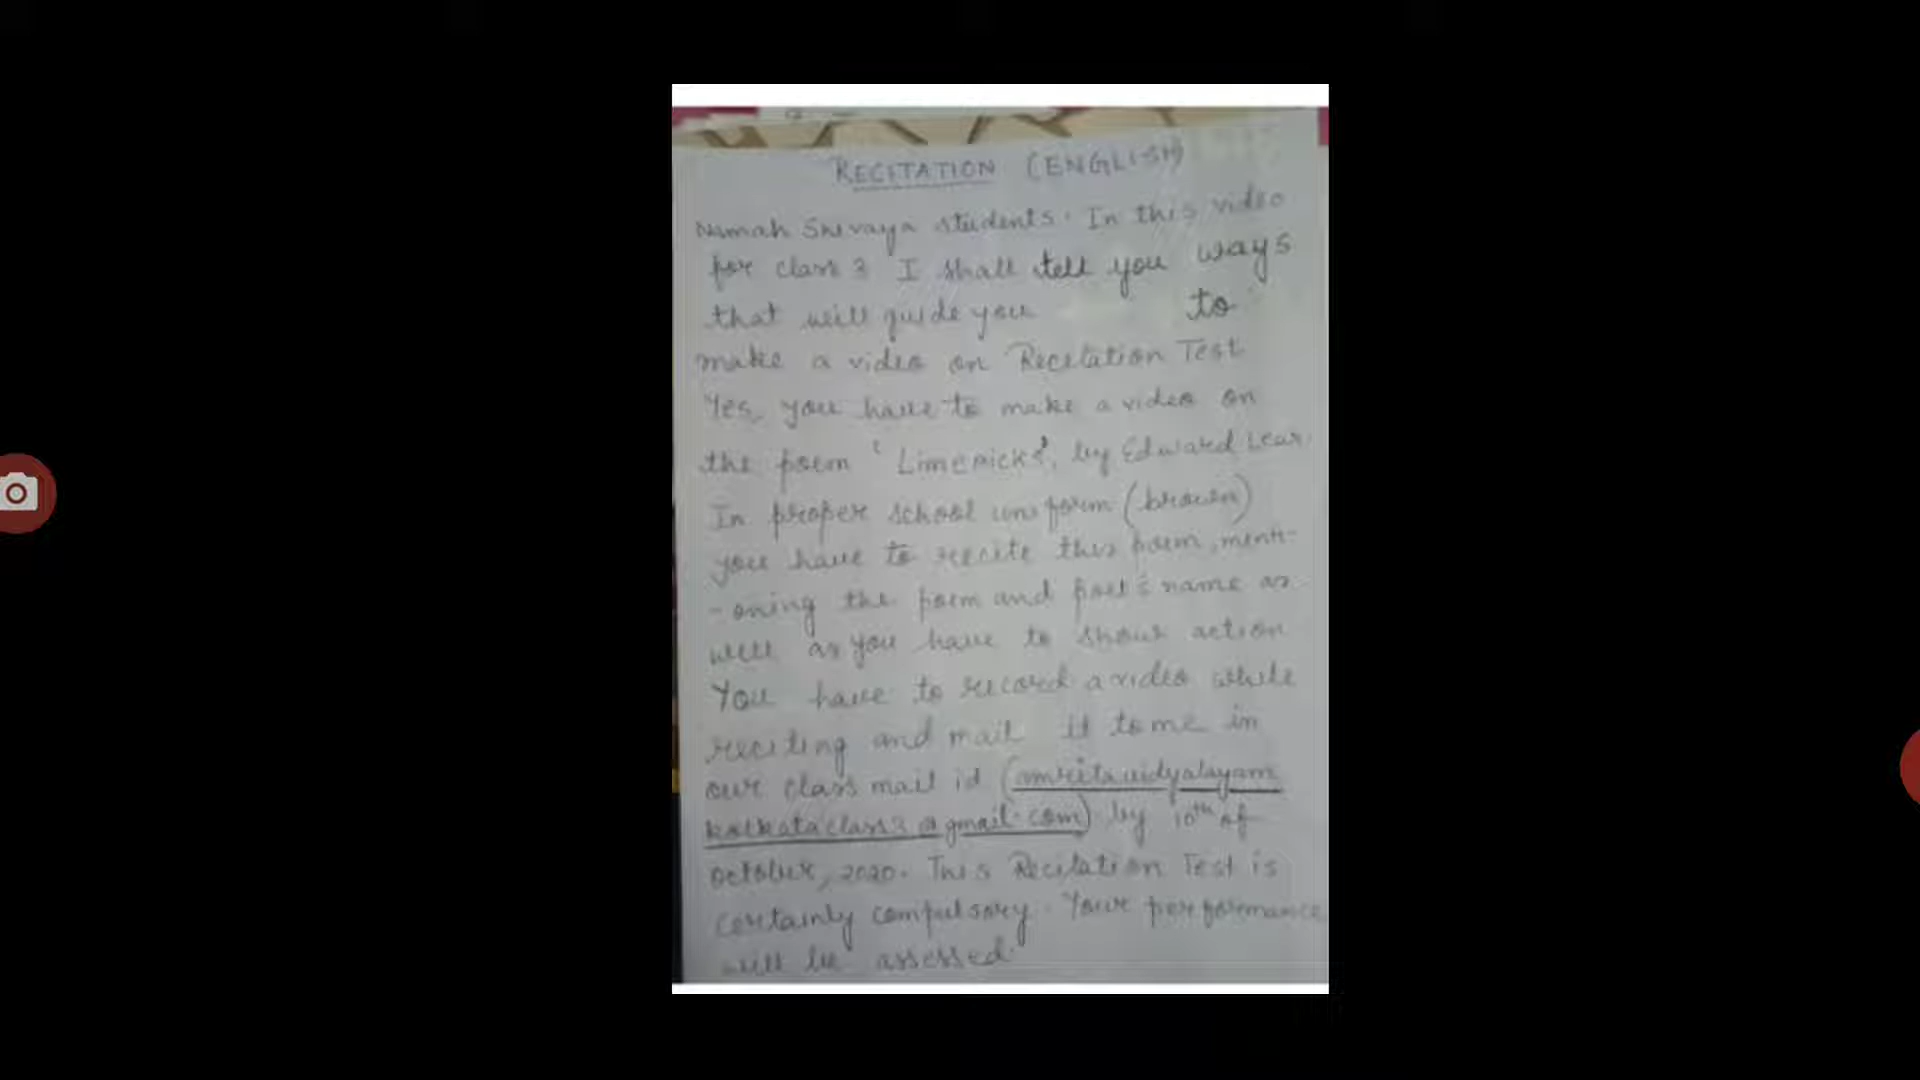 RECITATION (ENGLISH)
Namah Shivaya students. In this video
for class 3 I shall tell you ways
that will guide you to
make a video on Recitation Test
Yes, you have to make a video on
the poem 'Limericks', by Edward Lear.
In proper school uniform (brown)
you have to recite this poem, menti-
-oning the poem and poet's name as
well as you have to show action
You have to record a video while
reciting and mail it to me in
our class mail id (amritavidyalayam
kolkataclass3@gmail.com) by 10th of
October, 2020. This Recitation Test is
certainly compulsory. Your performance
will be assessed.